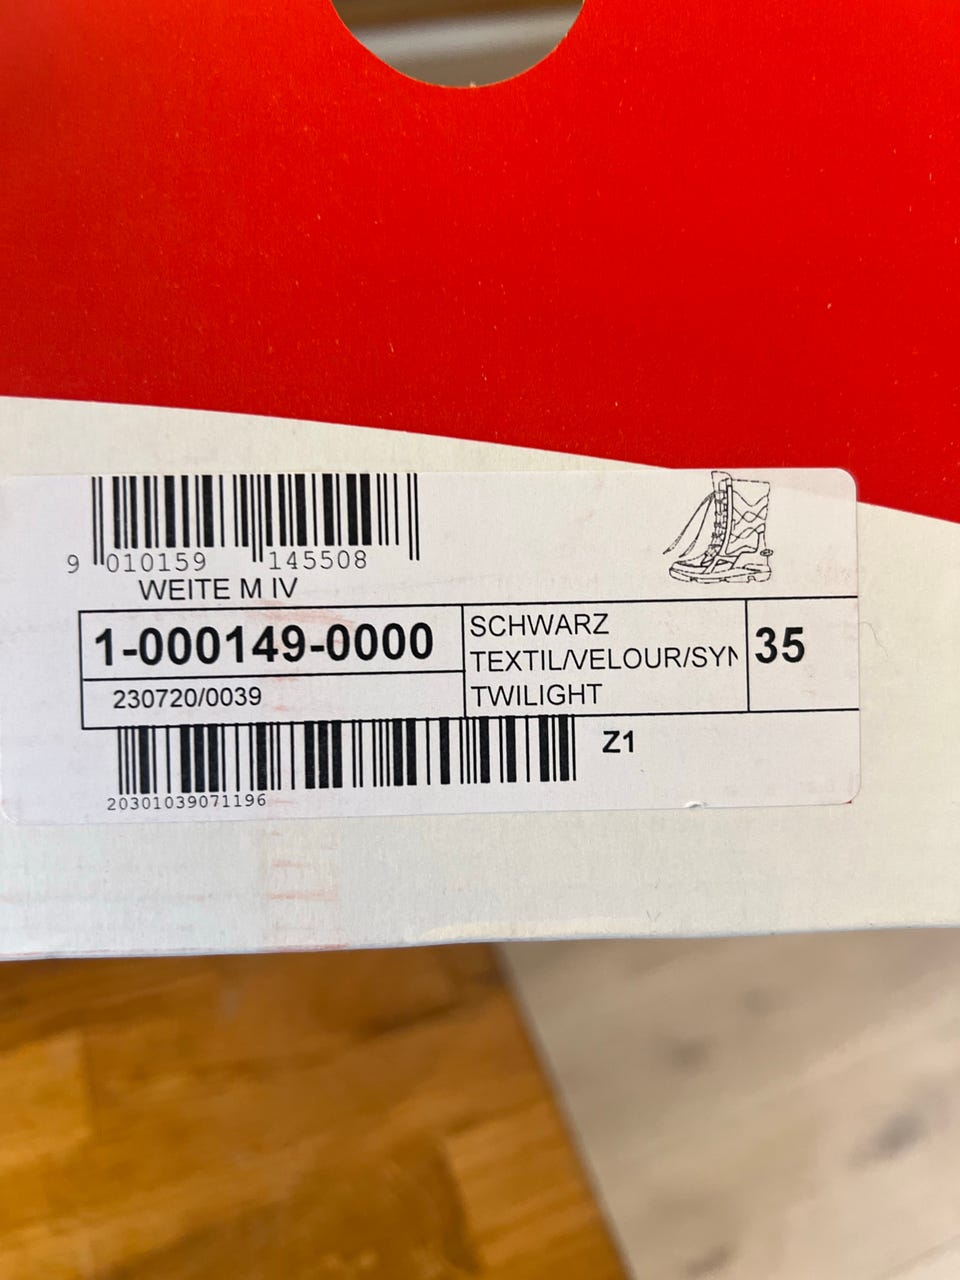 9 010159 145508
WEITE M IV
1-000149-0000
230720/0039
SCHWARZ
TEXTIL/VELOUR/SYN
TWILIGHT
35
Z1
20301039071196